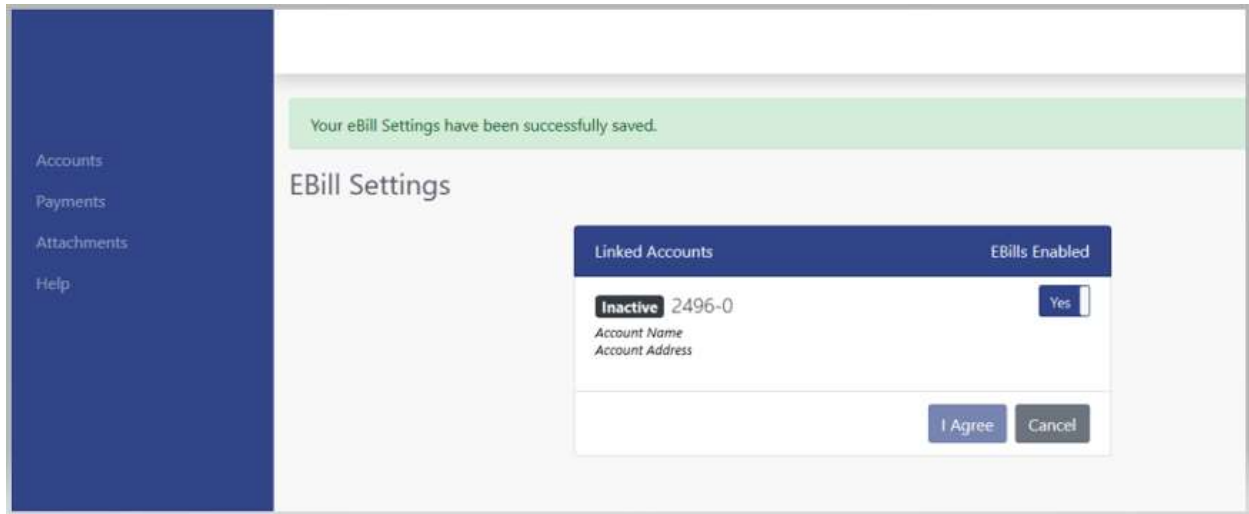 Your eBill Settings have been successfully saved.
Accounts
Payments
Attachments
Help
EBill Settings
Linked Accounts EBills Enabled
Inactive 2496-0 Yes
Account Name
Account Address
I Agree Cancel